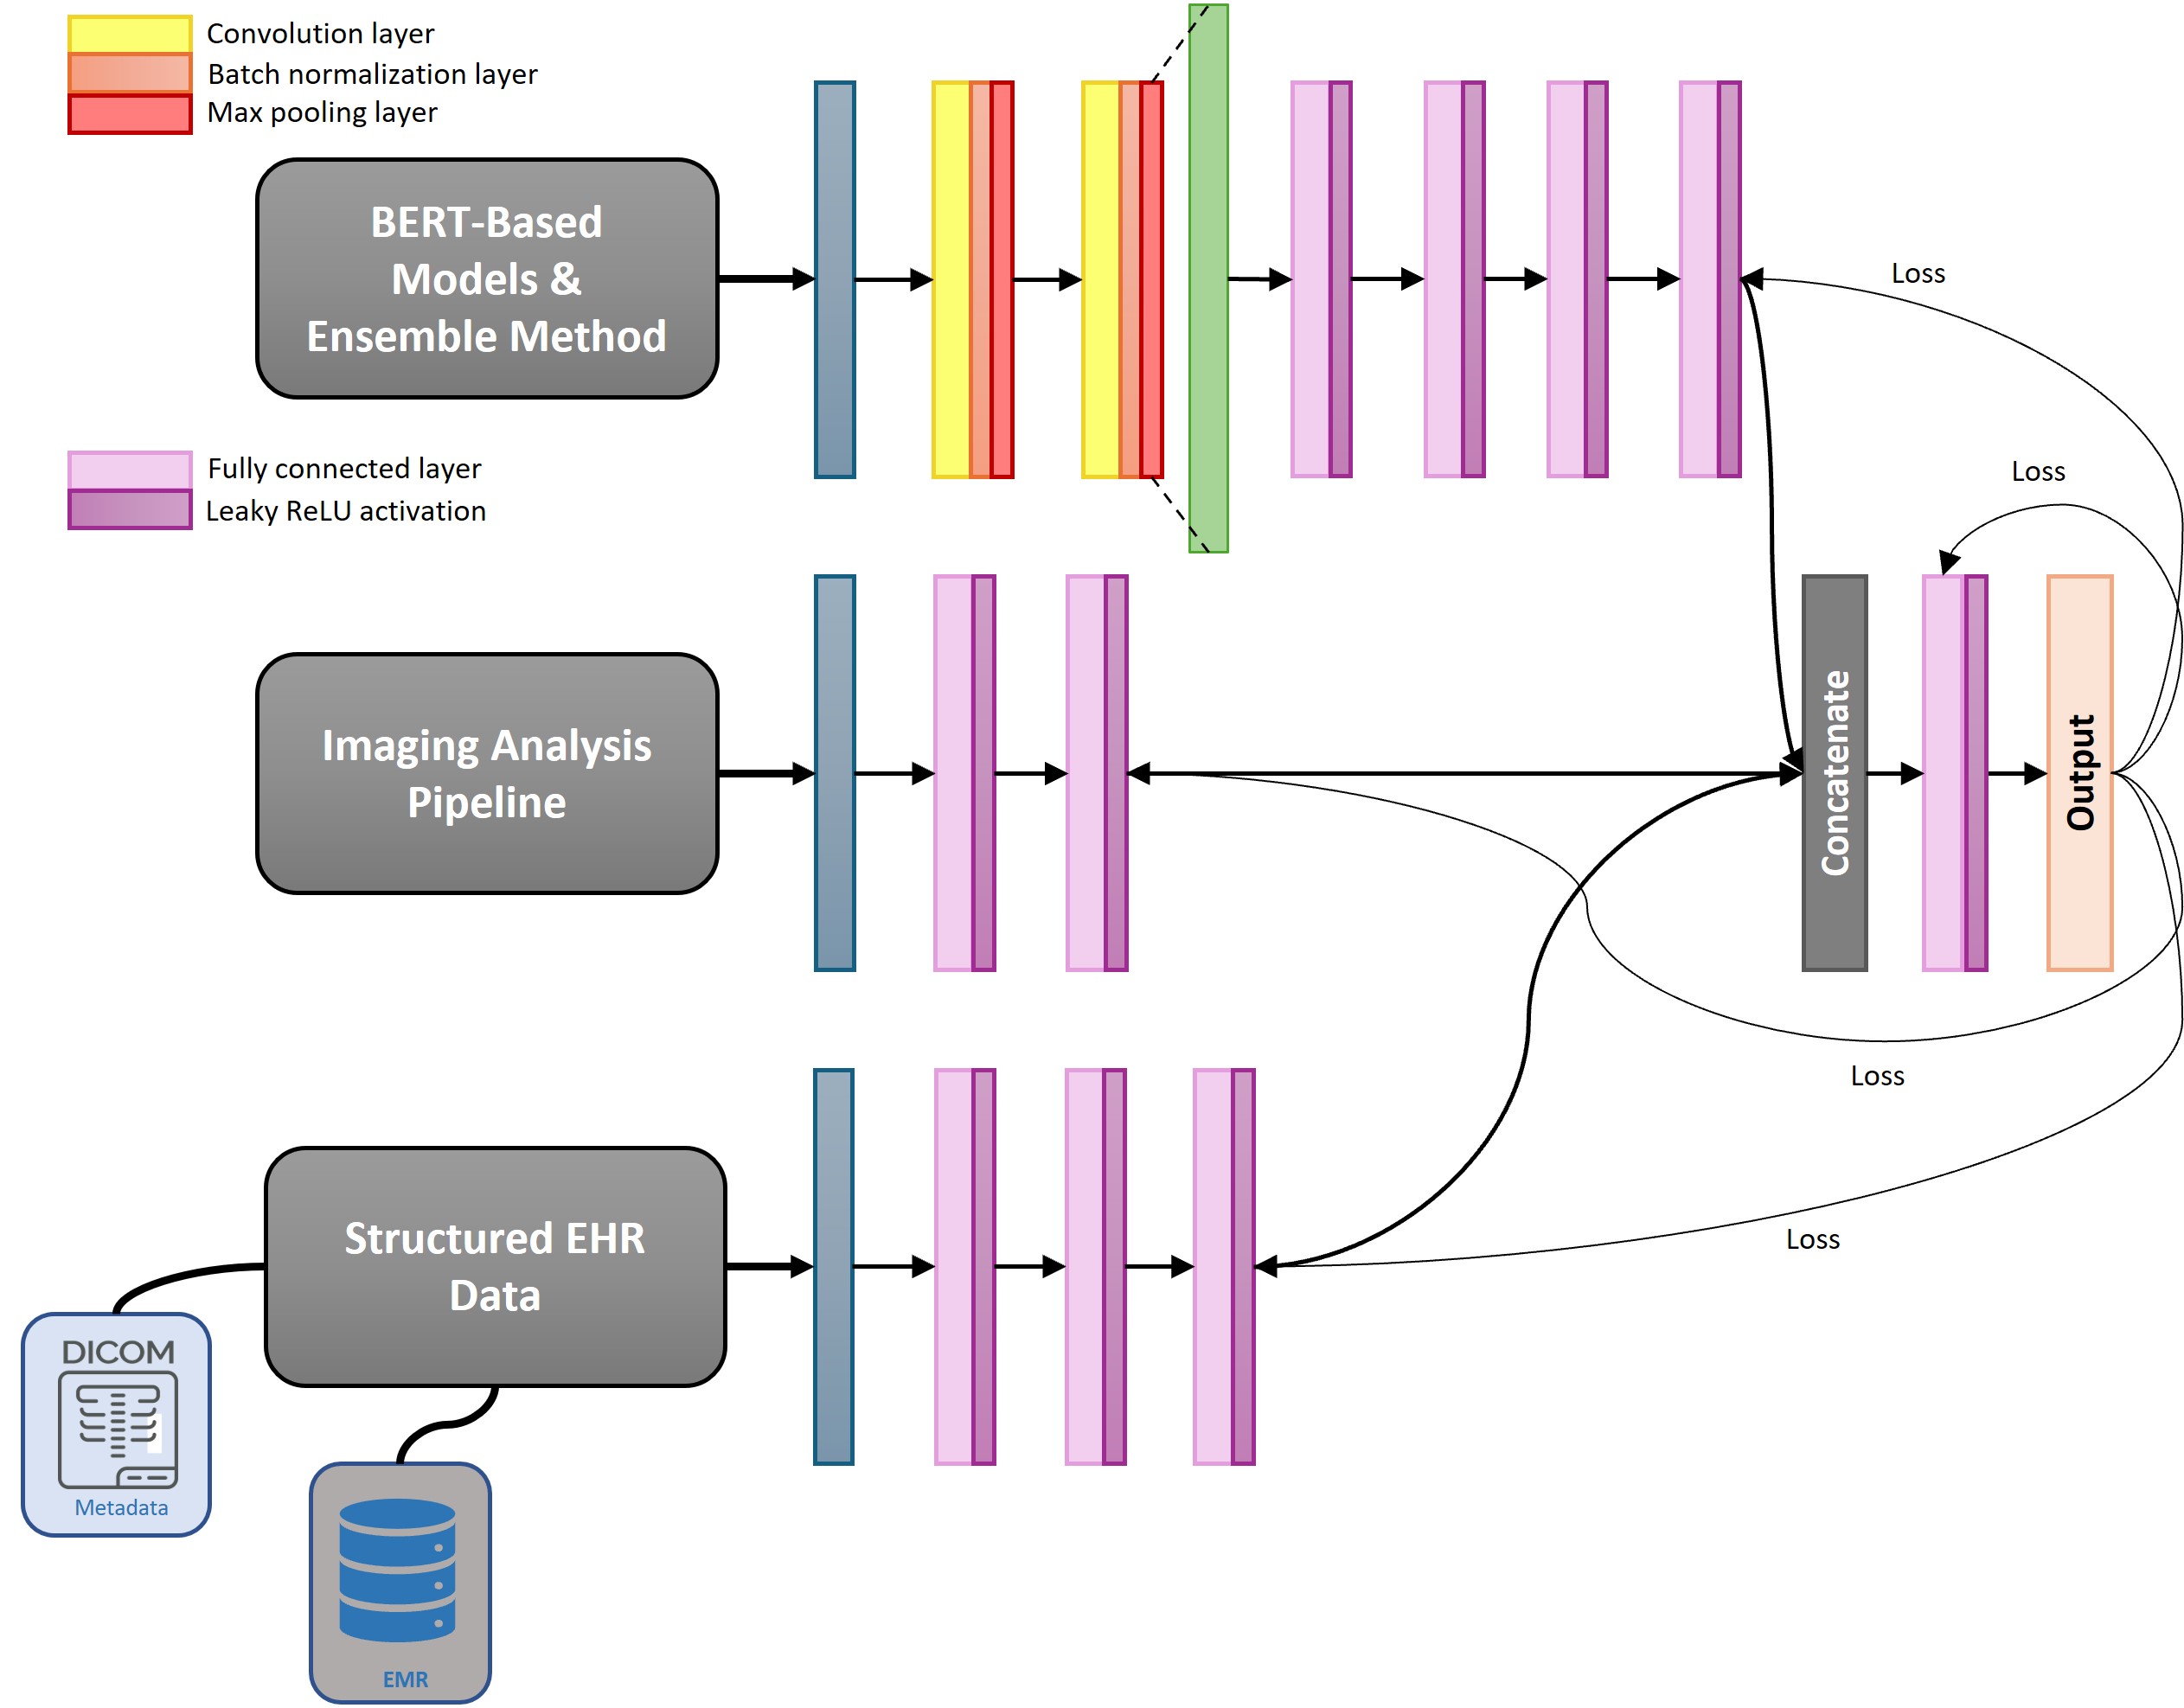 Convolution layer
Batch normalization layer
Max pooling layer
BERT-Based
Models &
Ensemble Method
Loss
Fully connected layer
Leaky ReLU activation
Loss
Imaging Analysis
Pipeline
Concatenate
Output
Loss
Structured EHR
Data
Loss
DICOM
Metadata
EMR